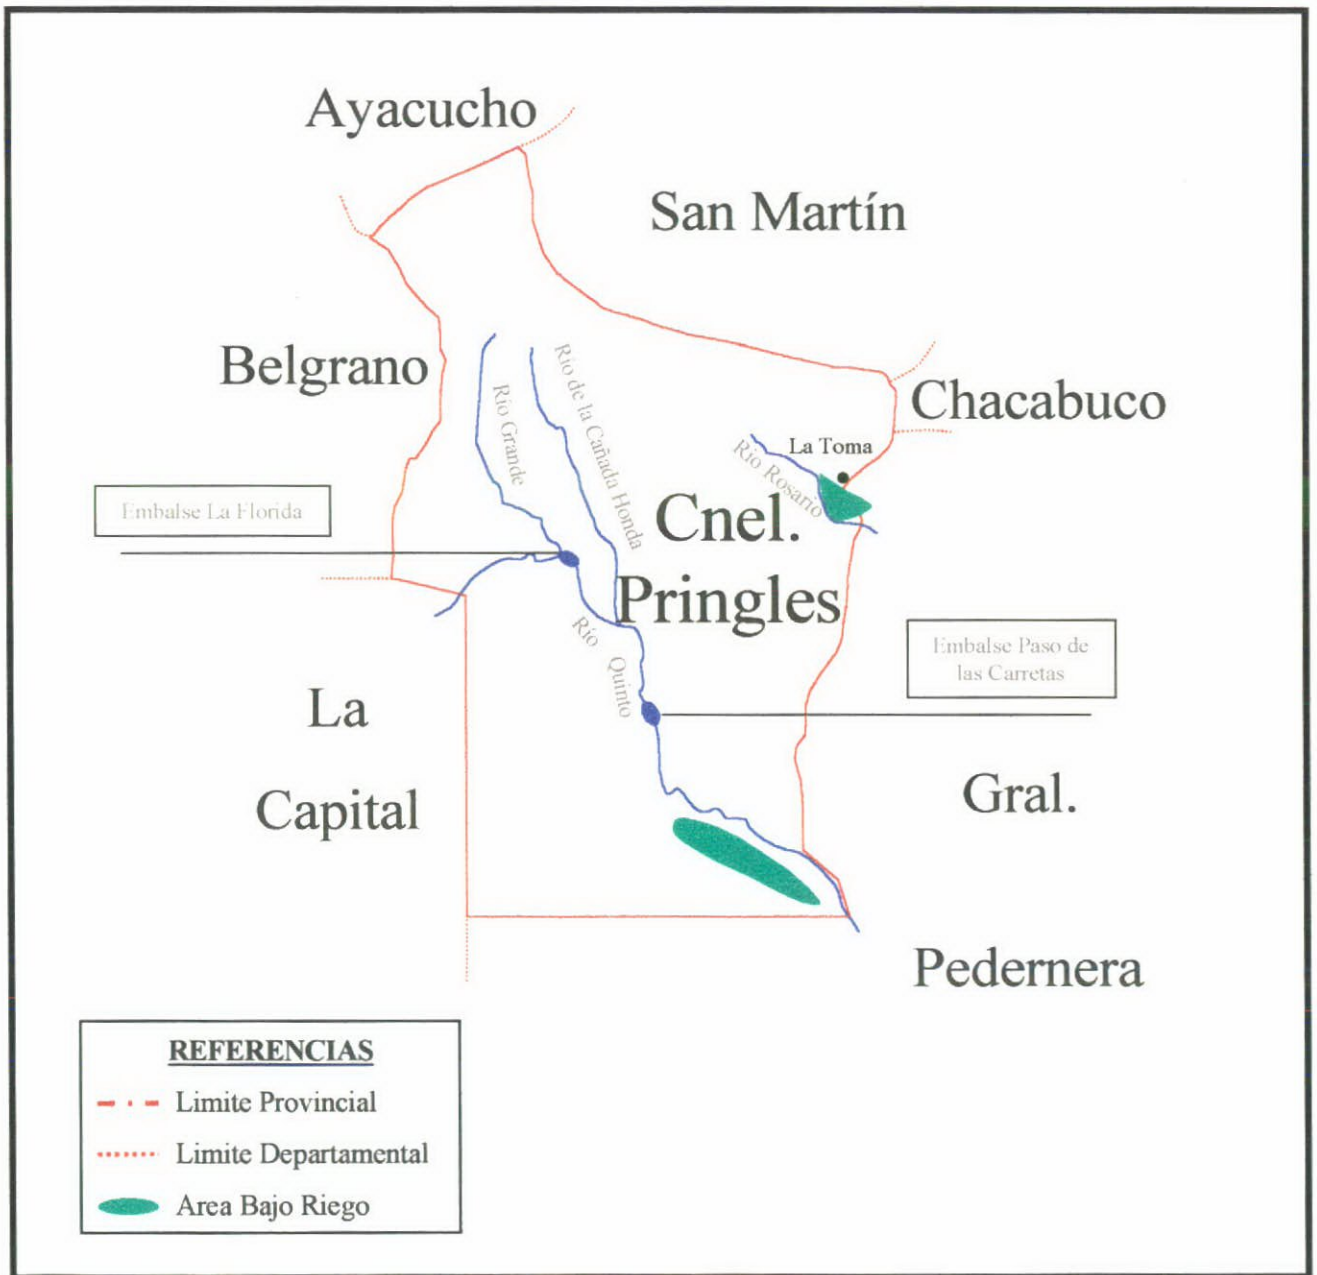 Ayacucho
San Martín
Belgrano
Chacabuco
Río Grande
Río de la Cañada Honda
La Toma
Río Rosario
Embalse La Florida
Cnel.
Pringles
Río
Quinto
Embalse Paso de
las Carretas
La
Capital
Gral.
Pedernera
REFERENCIAS
Limite Provincial
Limite Departamental
Area Bajo Riego